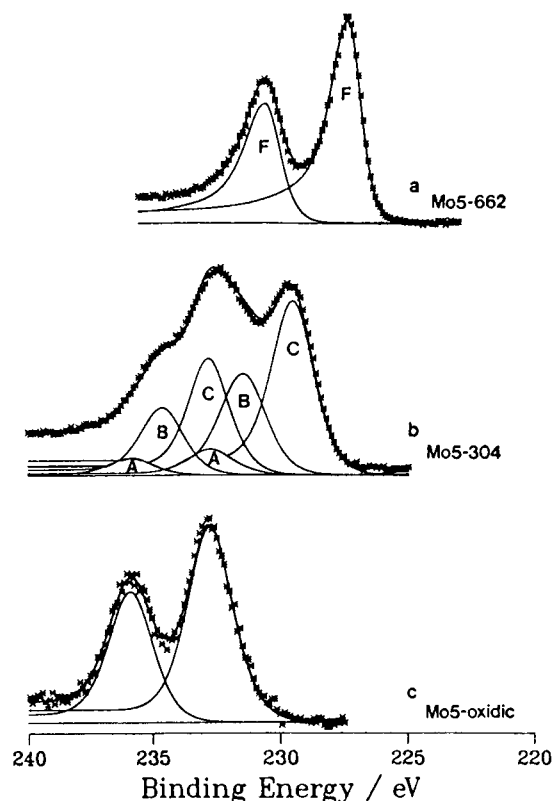 F
F
a
Mo5-662
B
C
B
C
A
A
b
Mo5-304
c
Mo5-oxidic
240 235 230 225 220
Binding Energy / eV